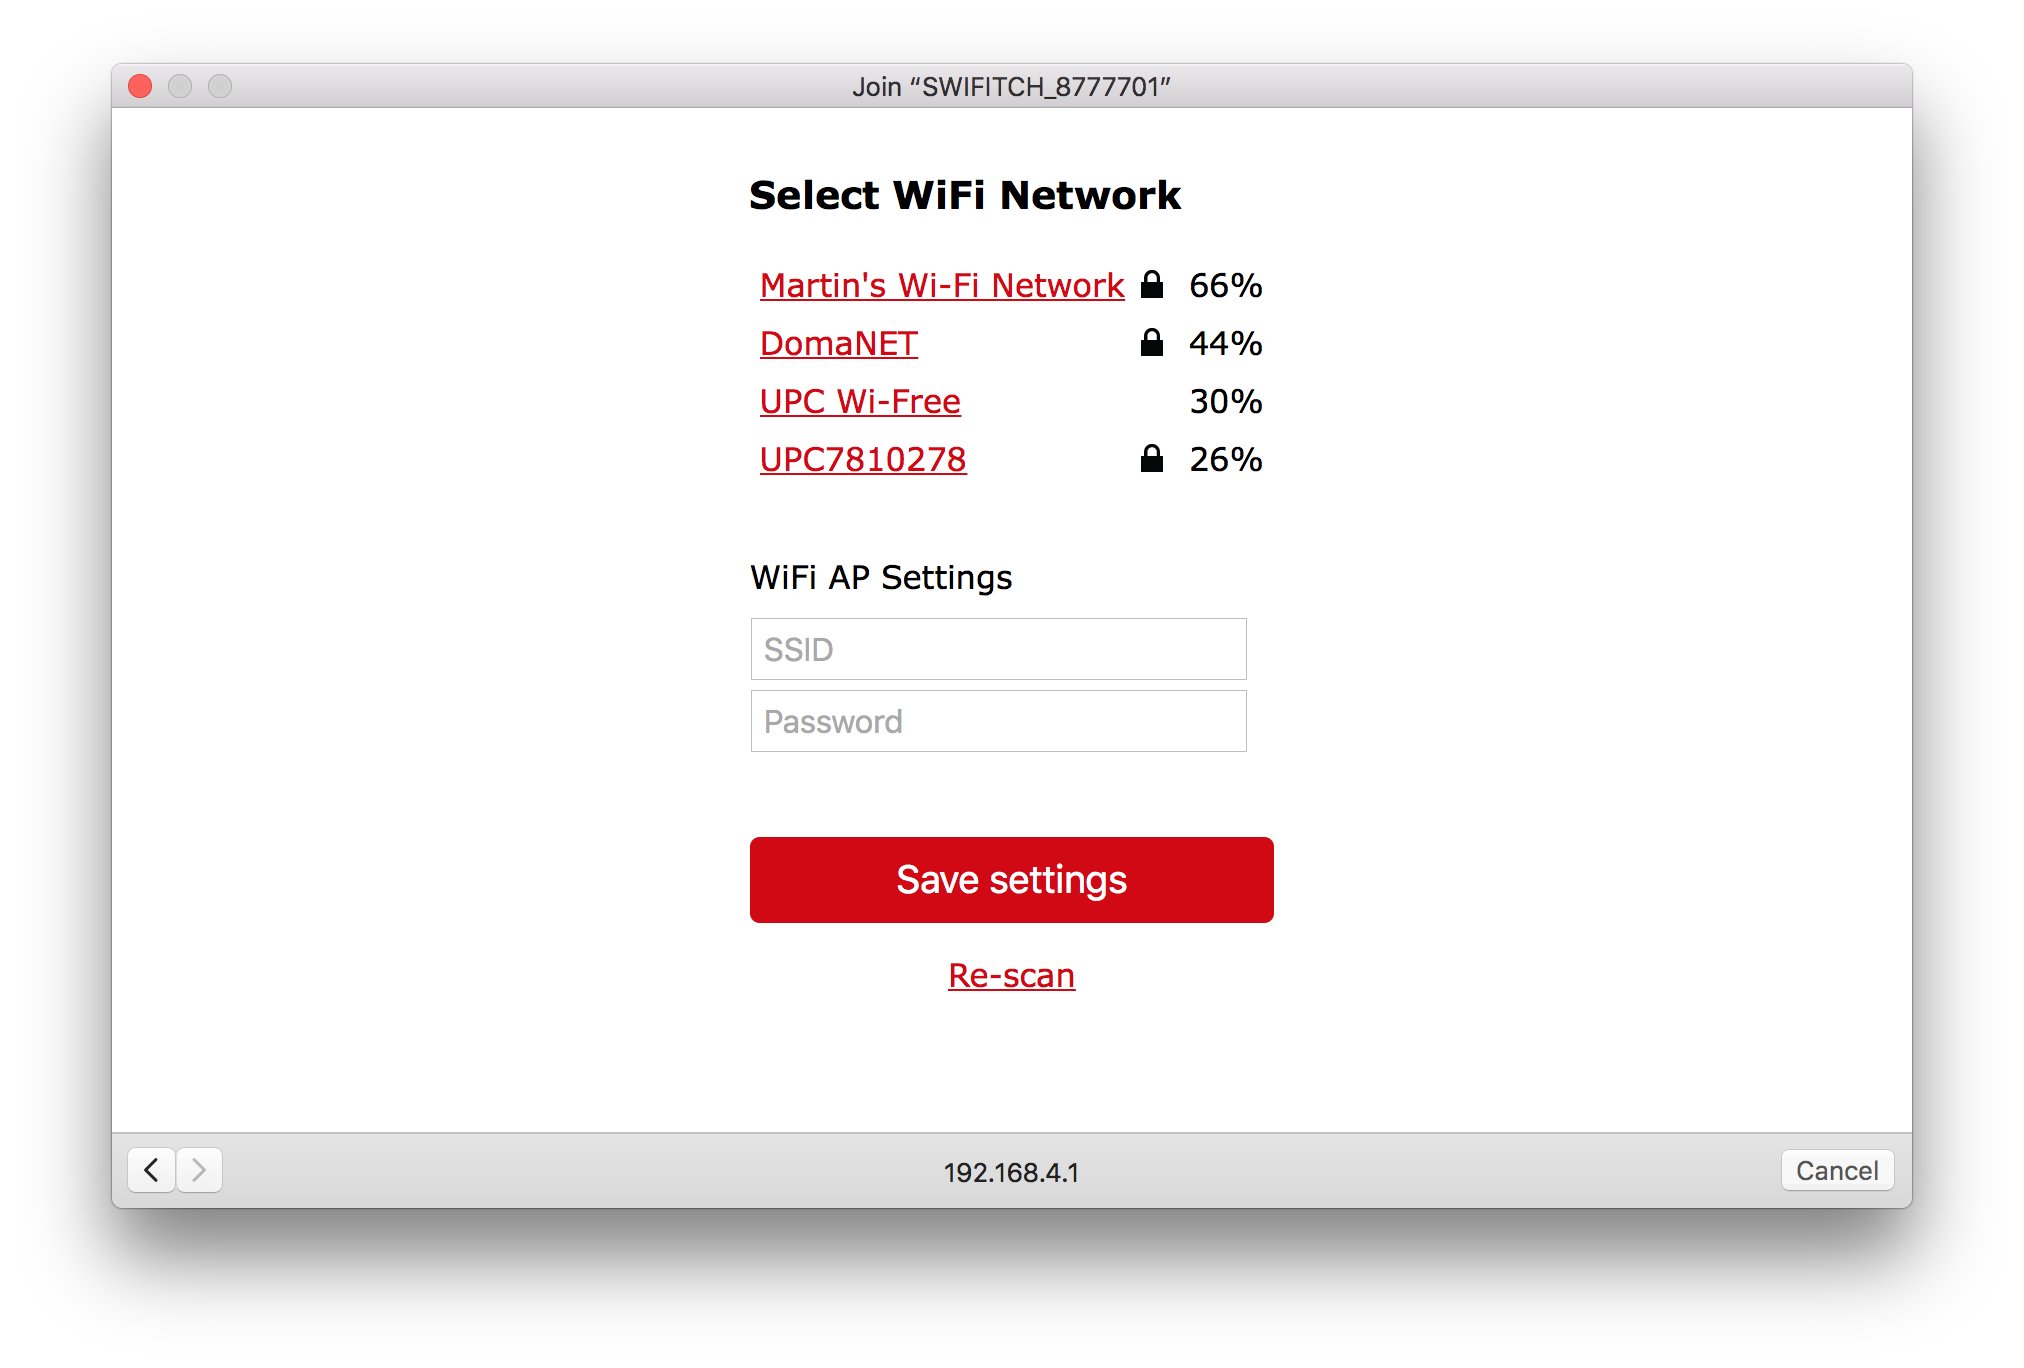 Join “SWIFITCH_8777701”
Select WiFi Network
Martin's Wi-Fi Network 66%
DomaNET 44%
UPC Wi-Free 30%
UPC7810278 26%
WiFi AP Settings
SSID
Password
Save settings
Re-scan
192.168.4.1
Cancel